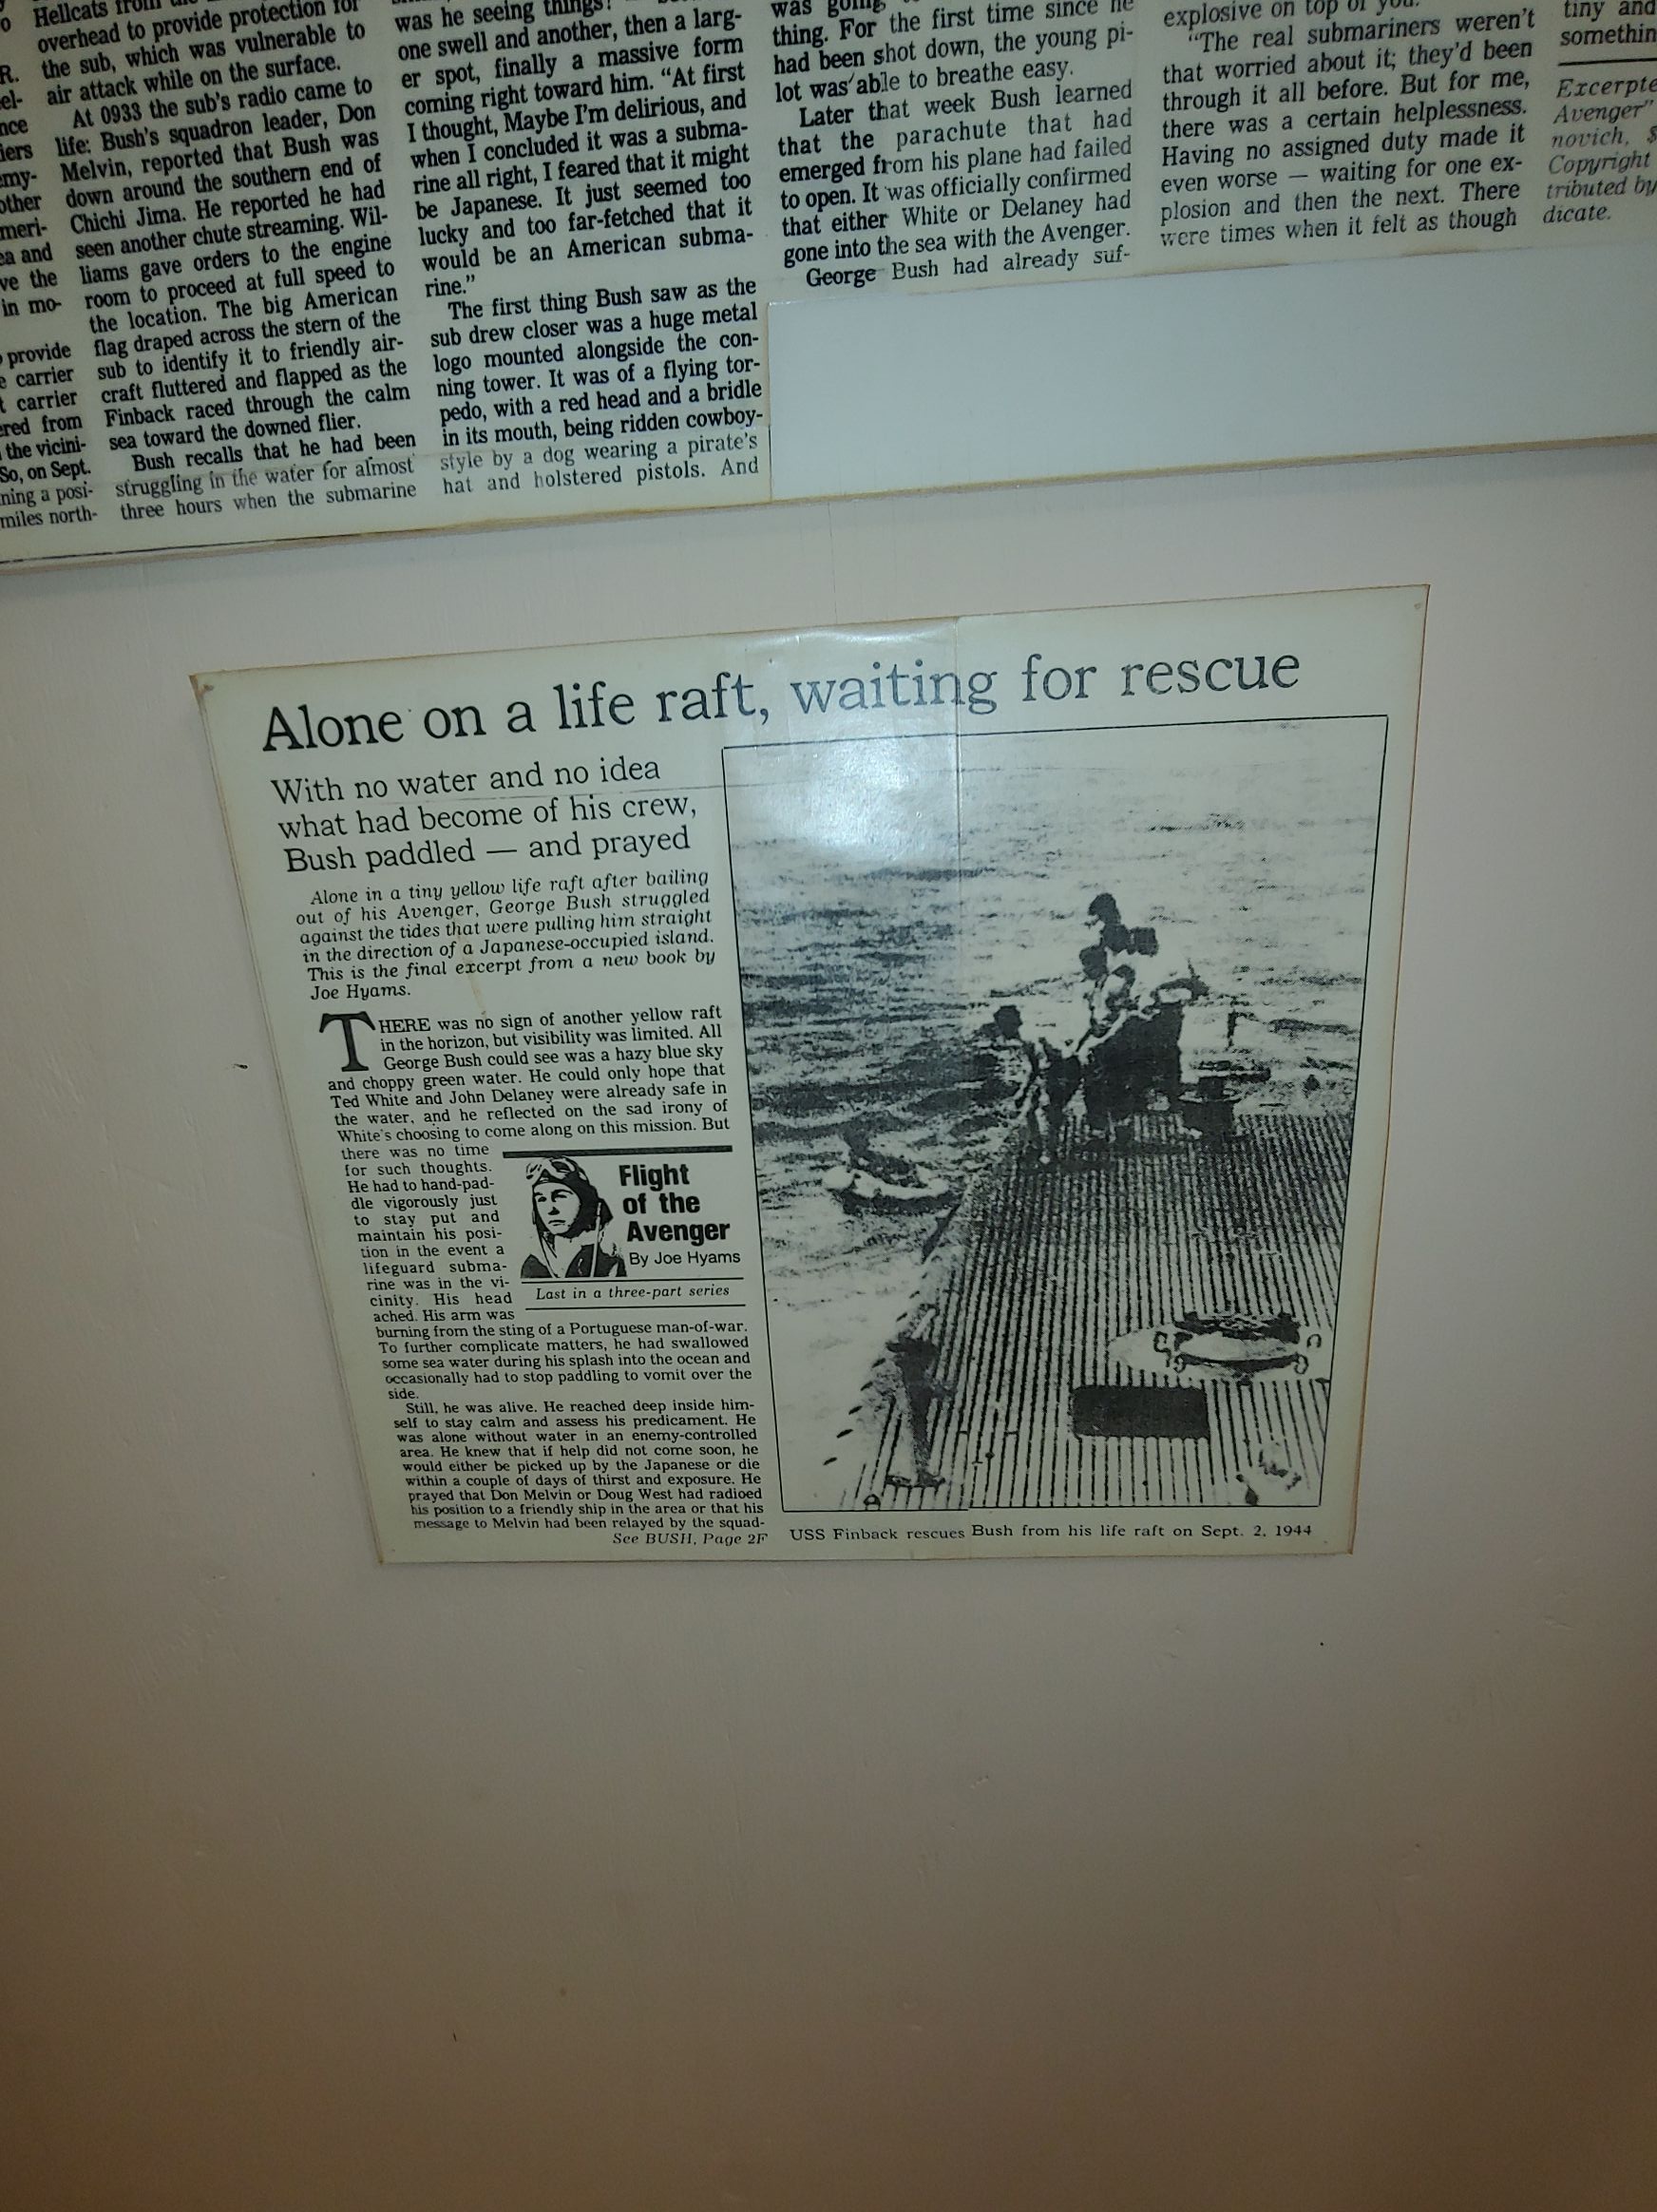 Hellcats from
overhead to provide protection for
the sub, which was vulnerable to
air attack while on the surface.
At 0933 the sub's radio came to
life: Bush's squadron leader, Don
Melvin, reported that Bush was
down around the southern end of
Chichi Jima. He reported he had
seen another chute streaming. Wil-
liams gave orders to the engine
room to proceed at full speed to
the location. The big American
flag draped across the stern of the
sub to identify it to friendly air-
craft fluttered and flapped as the
Finback raced through the calm
sea toward the downed flier.
Bush recalls that he had been
struggling in the water for almost
three hours when the submarine
provide
carrier
carrier
ered from
the vicini-
So, on Sept.
ning a posi-
miles north-
was he seeing things?
one swell and another, then a larg-
er spot, finally a massive form
coming right toward him. "At first
I thought, Maybe I'm delirious, and
when I concluded it was a subma-
rine all right, I feared that it might
be Japanese. It just seemed too
lucky and too far-fetched that it
would be an American subma-
rine."
The first thing Bush saw as the
sub drew closer was a huge metal
logo mounted alongside the con-
ning tower. It was of a flying tor-
pedo, with a red head and a bridle
in its mouth, being ridden cowboy-
style by a dog wearing a pirate's
hat and holstered pistols. And
was going
thing. For the first time since he
had been shot down, the young pi-
lot was able to breathe easy.
Later that week Bush learned
that the parachute that had
emerged from his plane had failed
to open. It was officially confirmed
that either White or Delaney had
gone into the sea with the Avenger.
George Bush had already suf-
explosive on top of you.
"The real submariners weren't
that worried about it; they'd been
through it all before. But for me,
there was a certain helplessness.
Having no assigned duty made it
even worse — waiting for one ex-
plosion and then the next. There
were times when it felt as though
tiny and
somethin
Excerpte
Avenger"
novich, $
Copyright
tributed by
dicate.
Alone on a life raft, waiting for rescue
With no water and no idea
what had become of his crew,
Bush paddled — and prayed
Alone in a tiny yellow life raft after bailing
out of his Avenger, George Bush struggled
against the tides that were pulling him straight
in the direction of a Japanese-occupied island.
This is the final excerpt from a new book by
Joe Hyams.
THERE was no sign of another yellow raft
in the horizon, but visibility was limited. All
George Bush could see was a hazy blue sky
and choppy green water. He could only hope that
Ted White and John Delaney were already safe in
the water, and he reflected on the sad irony of
White's choosing to come along on this mission. But
there was no time
for such thoughts.
He had to hand-pad-
dle vigorously just
to stay put and
maintain his posi-
tion in the event a
lifeguard subma-
rine was in the vi-
cinity. His head
ached. His arm was
burning from the sting of a Portuguese man-of-war.
To further complicate matters, he had swallowed
some sea water during his splash into the ocean and
occasionally had to stop paddling to vomit over the
side.
Still, he was alive. He reached deep inside him-
self to stay calm and assess his predicament. He
was alone without water in an enemy-controlled
area. He knew that if help did not come soon, he
would either be picked up by the Japanese or die
within a couple of days of thirst and exposure. He
prayed that Don Melvin or Doug West had radioed
his position to a friendly ship in the area or that his
message to Melvin had been relayed by the squad-
See BUSH, Page 2F
Flight
of the
Avenger
By Joe Hyams
Last in a three-part series
USS Finback rescues Bush from his life raft on Sept. 2, 1944